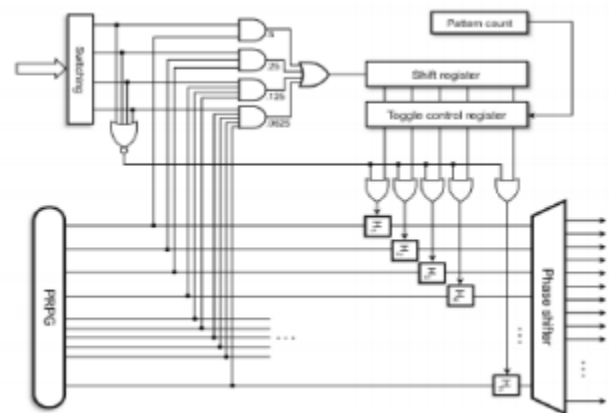 Switching
.5
.25
.125
.0625
Pattern count
Shift register
Toggle control register
PRPG
Phase shifter
...